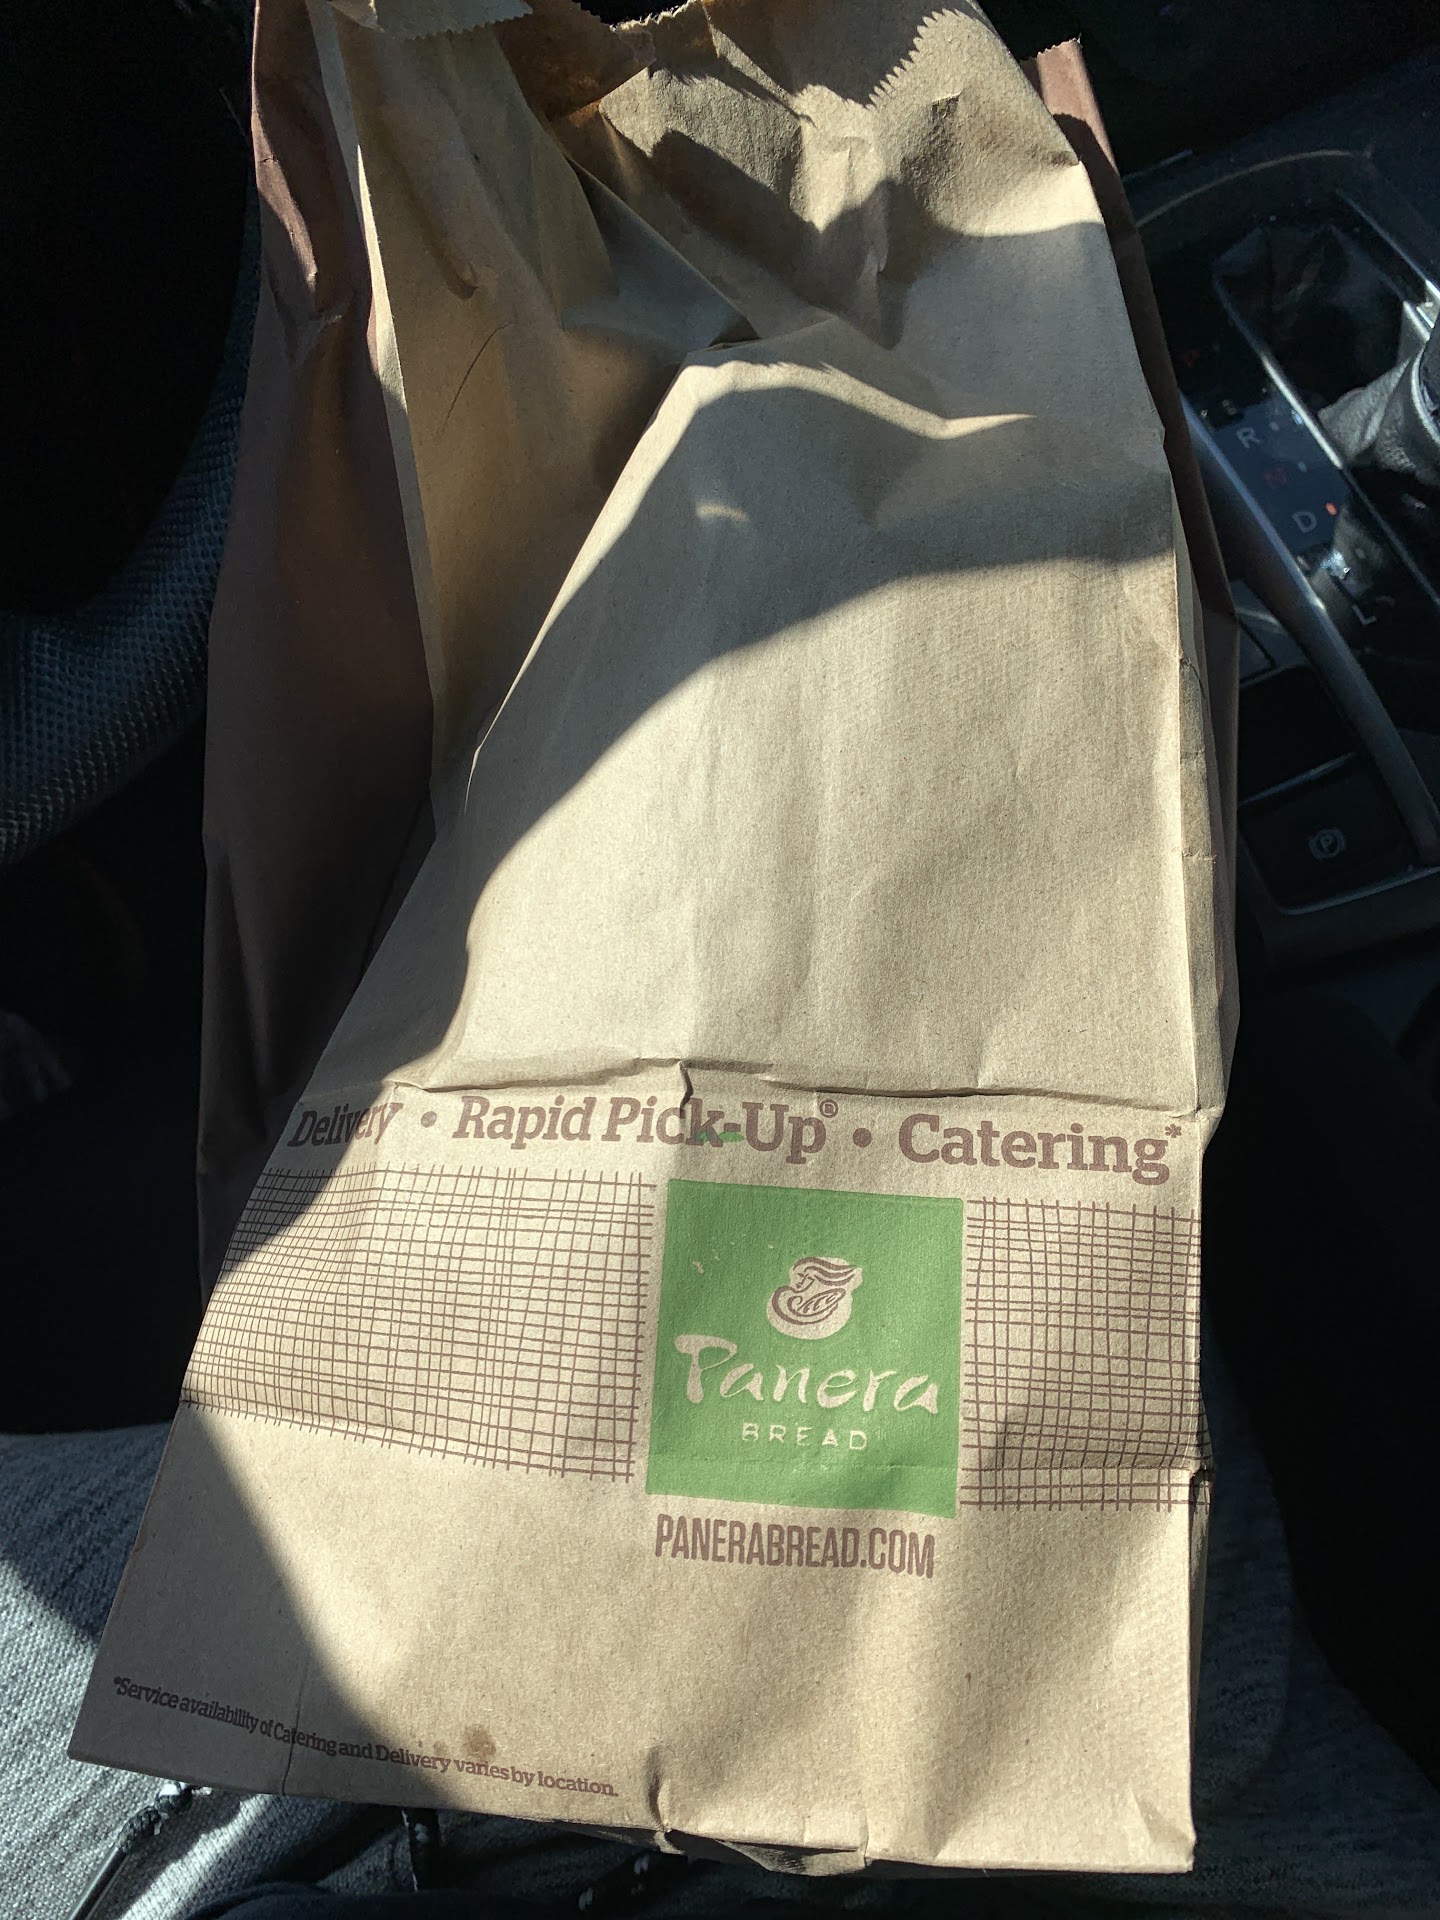 Delivery • Rapid Pick-Up® • Catering*
Panera
BREAD®
PANERABREAD.COM
*Service availability of Catering and Delivery varies by location.
R
N
D
L
P